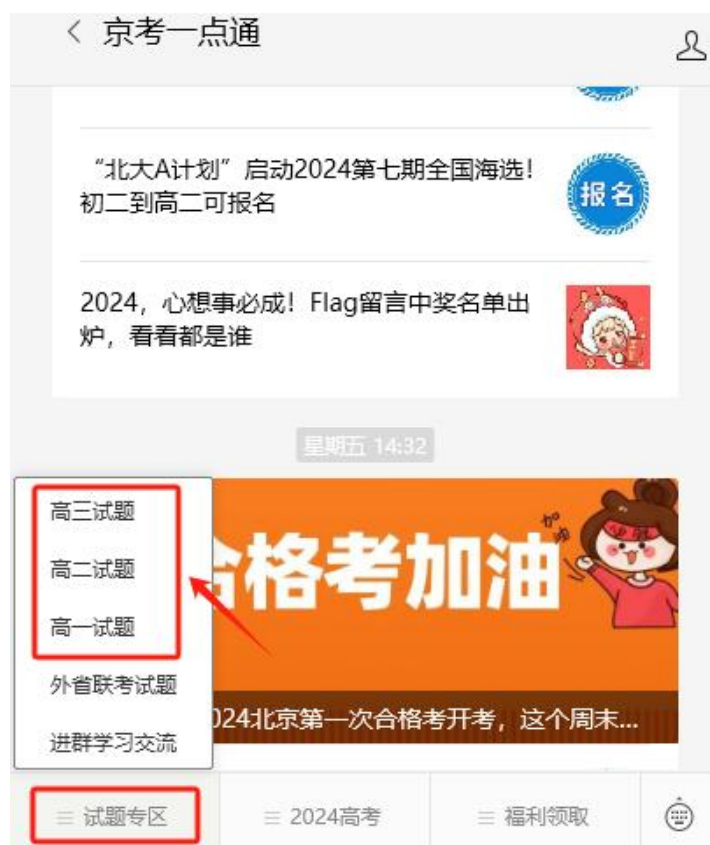 京考一点通
“北大A计划”启动2024第七期全国海选！
初二到高二可报名
报名
2024，心想事必成！Flag留言中奖名单出
炉，看看都是谁
星期五 14:32
合格考加油
加油
024北京第一次合格考开考，这个周末...
高三试题
高二试题
高一试题
外省联考试题
进群学习交流
试题专区
2024高考
福利领取